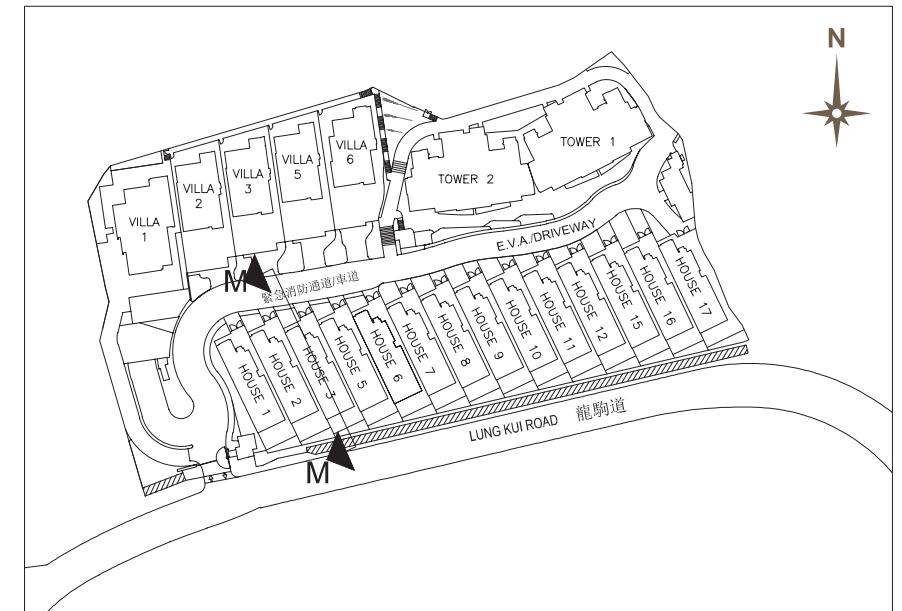 N
VILLA
6
VILLA
5
VILLA
3
VILLA
2
VILLA
1
TOWER 1
TOWER 2
E.V.A./DRIVEWAY
緊急消防通道/車道
M
HOUSE 1
HOUSE 2
HOUSE 3
HOUSE 5
HOUSE 6
HOUSE 7
HOUSE 8
HOUSE 9
HOUSE 10
HOUSE 11
HOUSE 12
HOUSE 15
HOUSE 16
HOUSE 17
LUNG KUI ROAD 龍駒道
M